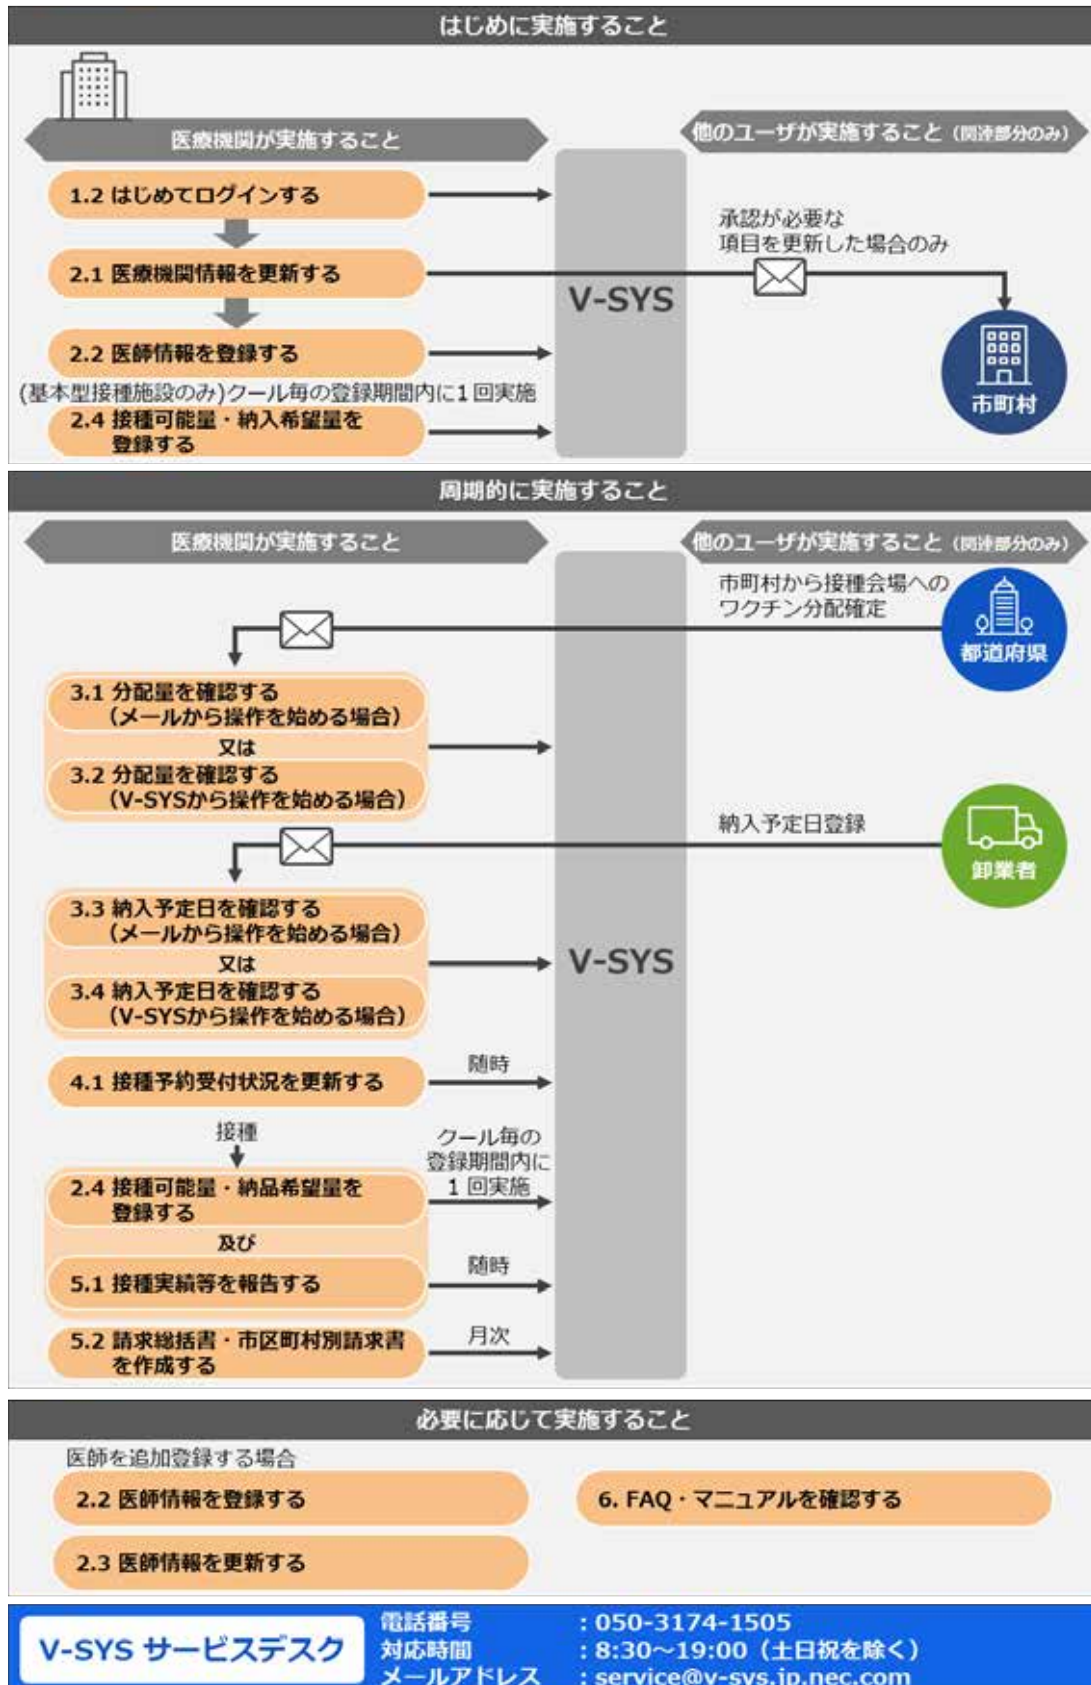 はじめに実施すること
医療機関が実施すること
他のユーザが実施すること（関連部分のみ）
1.2 はじめてログインする
承認が必要な
項目を更新した場合のみ
2.1 医療機関情報を更新する
V-SYS
2.2 医師情報を登録する
市町村
(基本型接種施設のみ)クール毎の登録期間内に1回実施
2.4 接種可能量・納入希望量を
登録する
周期的に実施すること
医療機関が実施すること
他のユーザが実施すること（関連部分のみ）
市町村から接種会場への
ワクチン分配確定
都道府県
3.1 分配量を確認する
（メールから操作を始める場合）
又は
3.2 分配量を確認する
（V-SYSから操作を始める場合）
納入予定日登録
卸業者
3.3 納入予定日を確認する
（メールから操作を始める場合）
又は
V-SYS
3.4 納入予定日を確認する
（V-SYSから操作を始める場合）
随時
4.1 接種予約受付状況を更新する
接種
クール毎の
登録期間内に
1 回実施
2.4 接種可能量・納品希望量を
登録する
及び
随時
5.1 接種実績等を報告する
月次
5.2 請求総括書・市区町村別請求書
を作成する
必要に応じて実施すること
医師を追加登録する場合
2.2 医師情報を登録する
6. FAQ・マニュアルを確認する
2.3 医師情報を更新する
V-SYS サービスデスク
電話番号 : 050-3174-1505
対応時間 : 8:30～19:00（土日祝を除く）
メールアドレス : service@v-sys.jp.nec.com